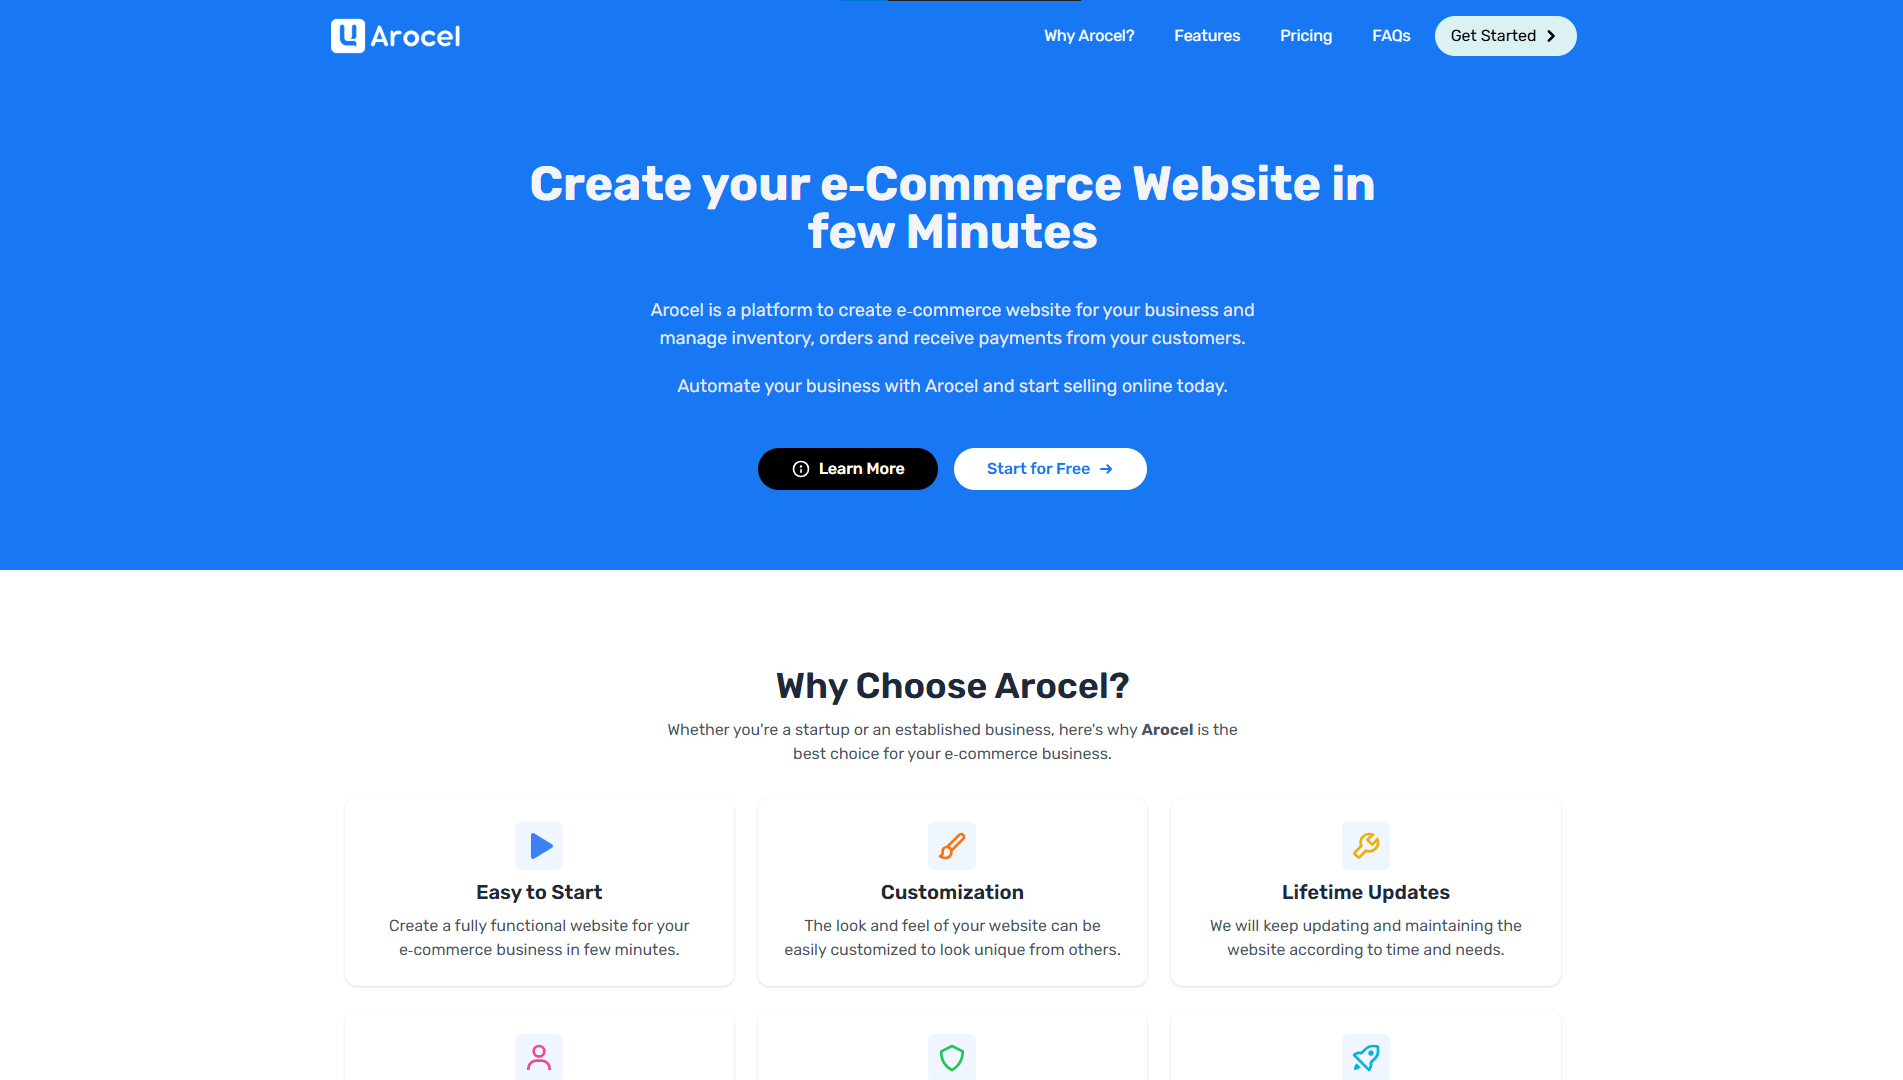 Arocel
Why Arocel?
Features
Pricing
FAQs
Get Started
Create your e-Commerce Website in
few Minutes
Arocel is a platform to create e-commerce website for your business and
manage inventory, orders and receive payments from your customers.
Automate your business with Arocel and start selling online today.
Learn More
Start for Free
Why Choose Arocel?
Whether you're a startup or an established business, here's why Arocel is the
best choice for your e-commerce business.
Easy to Start
Create a fully functional website for your
e-commerce business in few minutes.
Customization
The look and feel of your website can be
easily customized to look unique from others.
Lifetime Updates
We will keep updating and maintaining the
website according to time and needs.